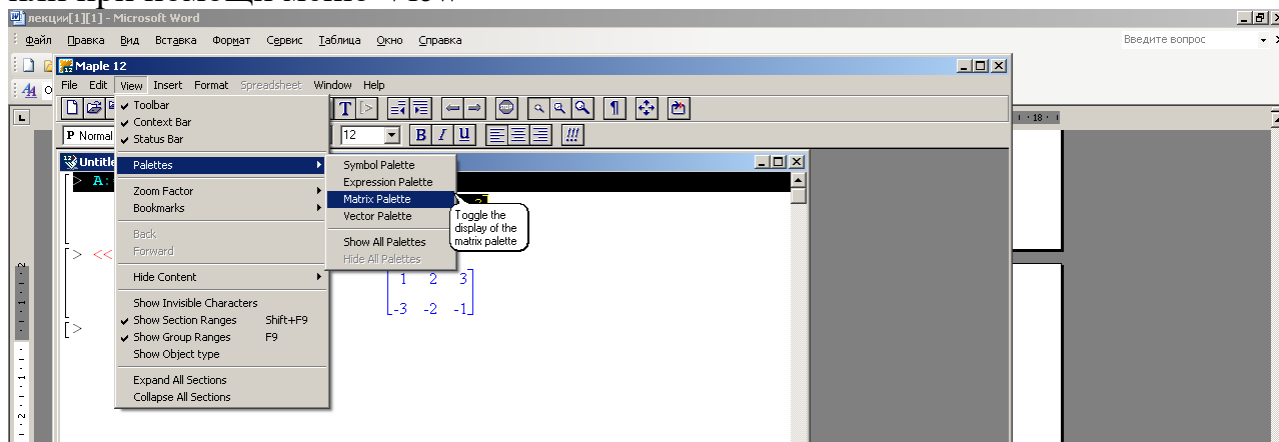 или при помощи меню View
лекции[1][1] - Microsoft Word
Файл Правка Вид Вставка Формат Сервис Таблица Окно Справка
Введите вопрос
Maple 12
File Edit View Insert Format Spreadsheet Window Help
P Normal 12 B I U !!!
· 18 ·
Toolbar
Context Bar
Status Bar
Palettes
Zoom Factor
Bookmarks
Back
Forward
Hide Content
Show Invisible Characters
Show Section Ranges Shift+F9
Show Group Ranges F9
Show Object type
Expand All Sections
Collapse All Sections
Symbol Palette
Expression Palette
Matrix Palette
Vector Palette
Show All Palettes
Hide All Palettes
Toggle the
display of the
matrix palette
> A:
> <<
1 2 3
-3 -2 -1
>